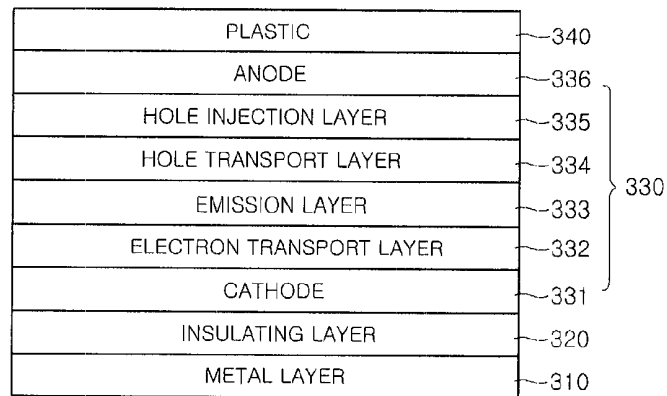 PLASTIC 340
ANODE 336
HOLE INJECTION LAYER 335
HOLE TRANSPORT LAYER 334
330
EMISSION LAYER 333
ELECTRON TRANSPORT LAYER 332
CATHODE 331
INSULATING LAYER 320
METAL LAYER 310